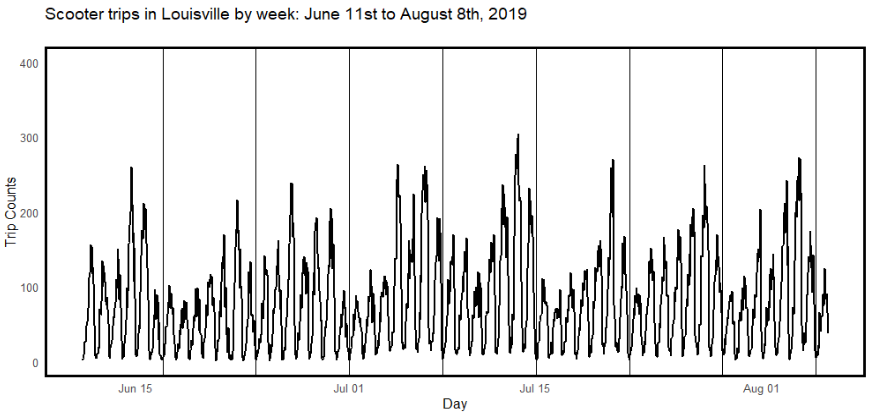 Scooter trips in Louisville by week: June 11st to August 8th, 2019
400
300
200
100
0
Trip Counts
Jun 15
Jul 01
Jul 15
Aug 01
Day